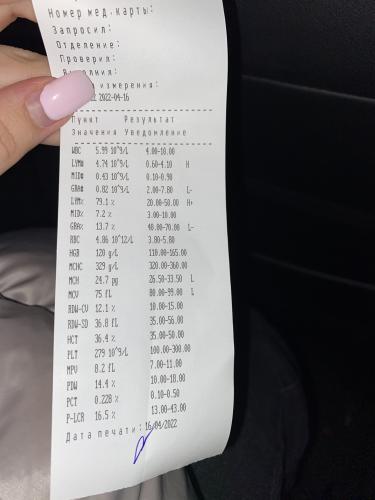 Номер мед.карты:
Запросил:
Отделение:
Проверил:
измерения:
2022-04-16
Пункт Результат
Значения Уведомление
WBC 5.99 10^9/L 4.00-10.00
LYM# 4.74 10^9/L 0.60-4.10 H
MID# 0.43 10^9/L 0.10-0.90
GRA# 0.82 10^9/L 2.00-7.80 L-
LYM% 79.1 % 20.00-50.00 H+
MID% 7.2 % 3.00-10.00
GRA% 13.7 % 40.00-70.00 L-
RBC 4.86 10^12/L 3.80-5.80
HGB 120 g/L 110.00-165.00
MCHC 329 g/L 320.00-360.00
MCH 24.7 pg 26.50-33.50 L
MCV 75 fL 80.00-99.00 L
RDW-CV 12.1 % 10.00-15.00
RDW-SD 36.8 fL 35.00-56.00
HCT 36.4 % 35.00-50.00
PLT 279 10^9/L 100.00-300.00
MPV 8.2 fL 7.00-11.00
PDW 14.4 % 10.00-18.00
PCT 0.228 % 0.10-0.50
P-LCR 16.5 % 13.00-43.00
Дата печати:16/04/2022